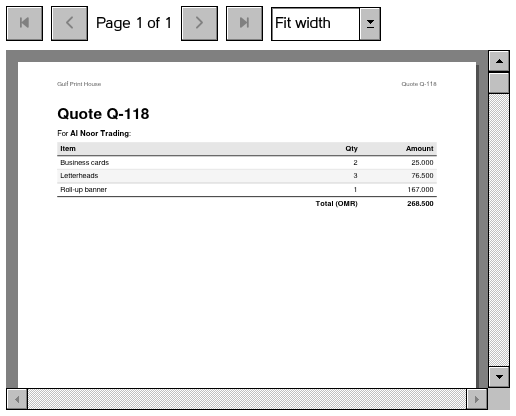 Page 1 of 1 Fit width
Gulf Print House Quote Q-118
Quote Q-118
For Al Noor Trading:
Item Qty Amount
Business cards 2 25.000
Letterheads 3 76.500
Roll-up banner 1 167.000
Total (OMR) 268.500